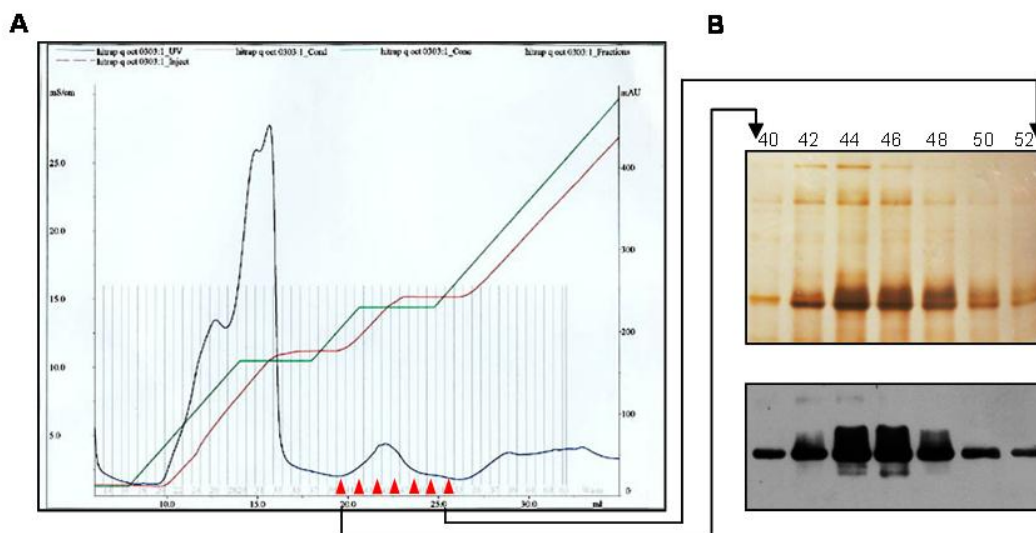 A
B
hitrap q oct 0303:1_UV hitrap q oct 0303:1_Cond hitrap q oct 0303:1_Conc hitrap q oct 0303:1_Fractions
hitrap q oct 0303:1_Inject
mS/cm
mAU
25.0
20.0
15.0
10.0
5.0
400
300
200
100
0
10.0 15.0 20.0 25.0 30.0 ml
40 42 44 46 48 50 52